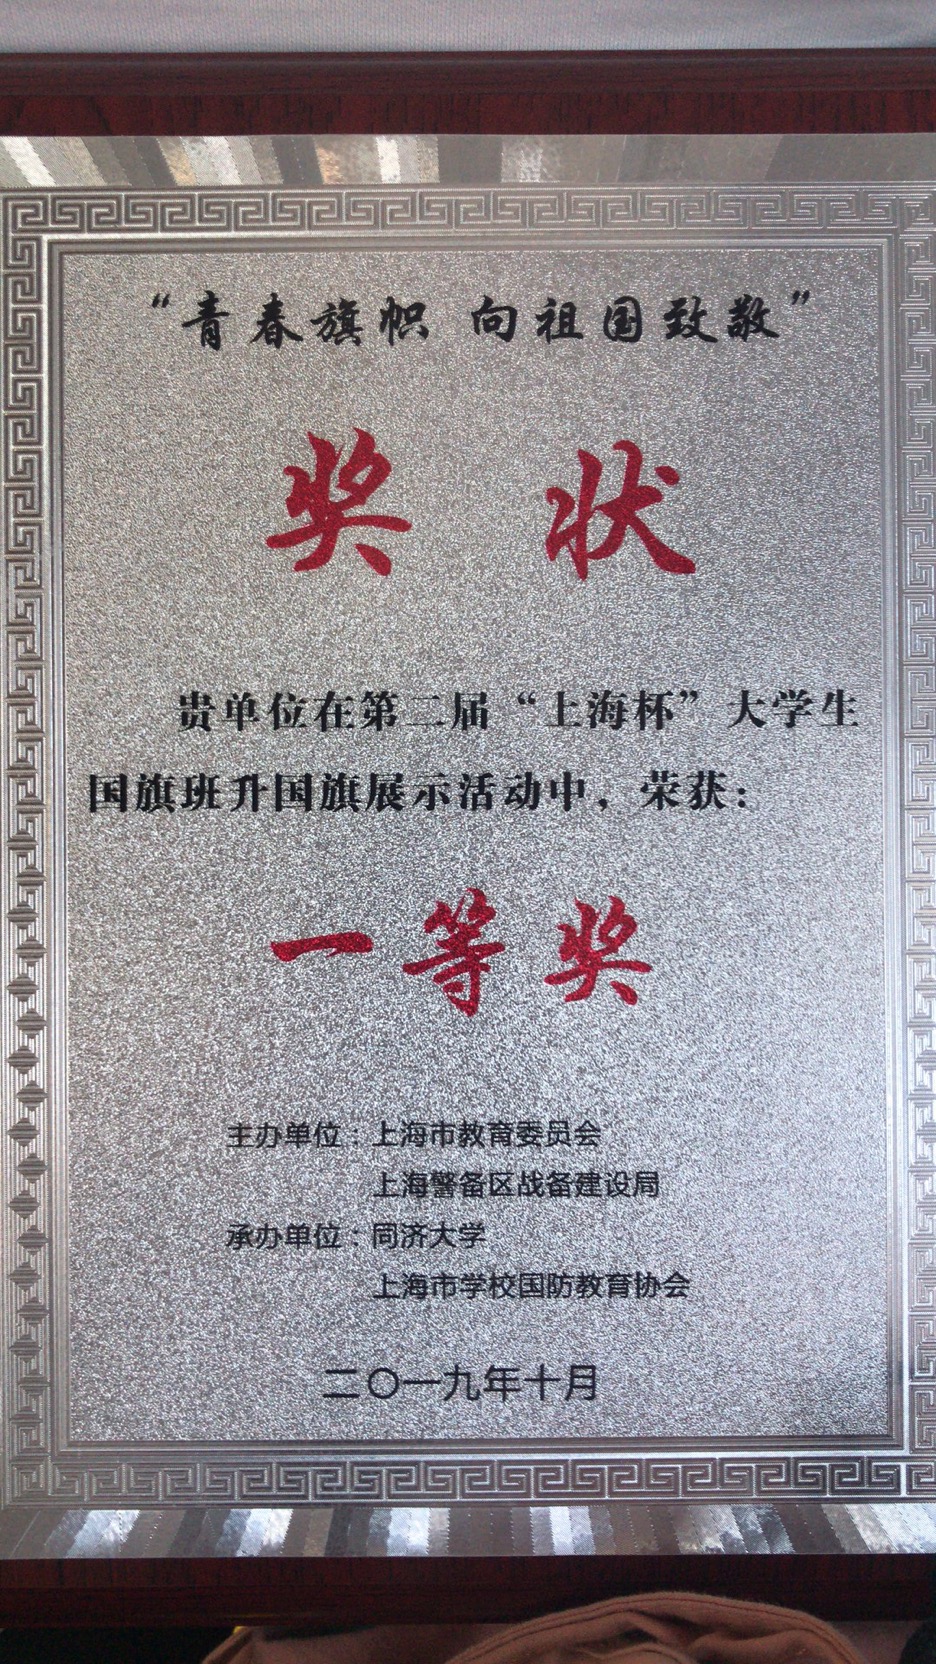 “青春旗帜 向祖国致敬”
奖状
贵单位在第二届“上海杯”大学生
国旗班升国旗展示活动中，荣获：
一等奖
主办单位：上海市教育委员会
上海警备区战备建设局
承办单位：同济大学
上海市学校国防教育协会
二〇一九年十月